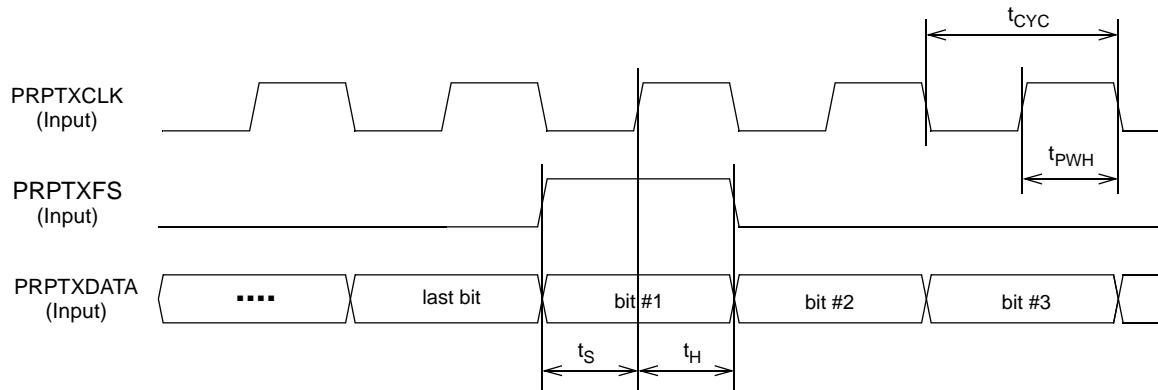 tCYC
PRPTXCLK
(Input)
tPWH
PRPTXFS
(Input)
PRPTXDATA
(Input)
....
last bit
bit #1
bit #2
bit #3
tS
tH